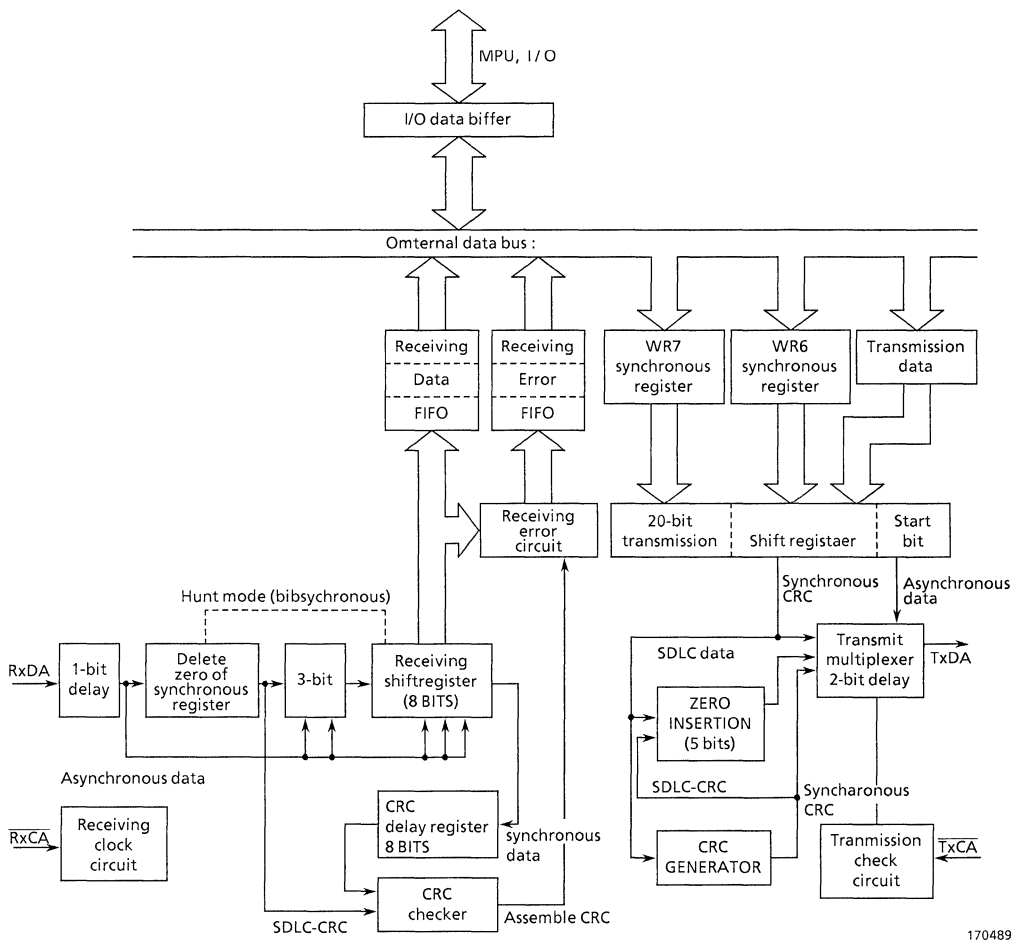 MPU, I/O
I/O data biffer
Omternal data bus :
Receiving
Data
FIFO
Receiving
Error
FIFO
WR7
synchronous
register
WR6
synchronous
register
Transmission
data
Receiving
error
circuit
20-bit
transmission
Shift registaer
Start
bit
Synchronous
CRC
Asynchronous
data
Hunt mode (bibsychronous)
RxDA
1-bit
delay
Delete
zero of
synchronous
register
3-bit
Receiving
shiftregister
(8 BITS)
SDLC data
Transmit
multiplexer
2-bit delay
TxDA
ZERO
INSERTION
(5 bits)
Asynchronous data
SDLC-CRC
Syncharonous
CRC
RxCA
Receiving
clock
circuit
CRC
delay register
8 BITS
synchronous
data
CRC
GENERATOR
Tranmission
check
circuit
TxCA
CRC
checker
SDLC-CRC
Assemble CRC
170489